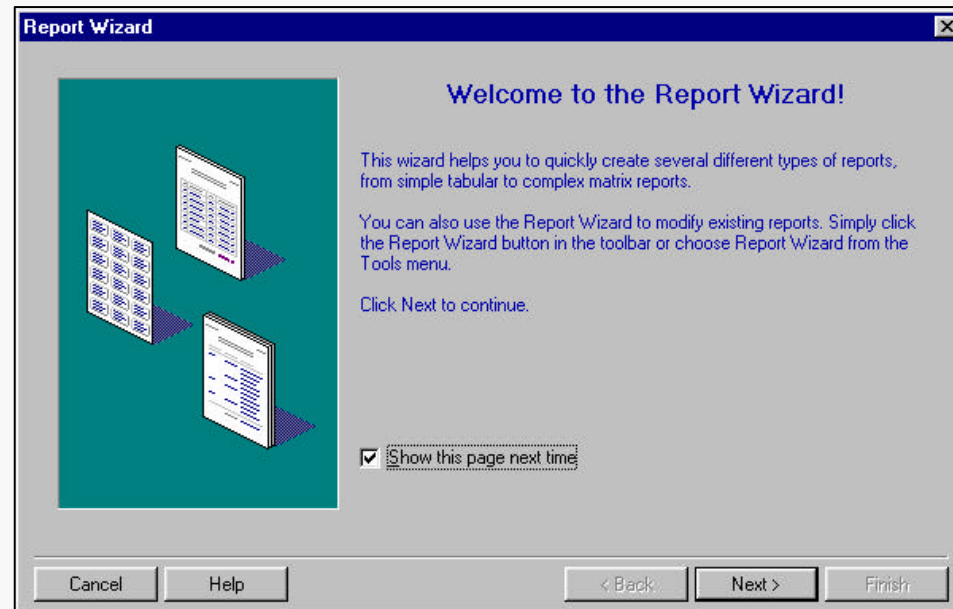 Report Wizard
Welcome to the Report Wizard!
This wizard helps you to quickly create several different types of reports,
from simple tabular to complex matrix reports.
You can also use the Report Wizard to modify existing reports. Simply click
the Report Wizard button in the toolbar or choose Report Wizard from the
Tools menu.
Click Next to continue.
Show this page next time
Cancel
Help
< Back
Next >
Finish